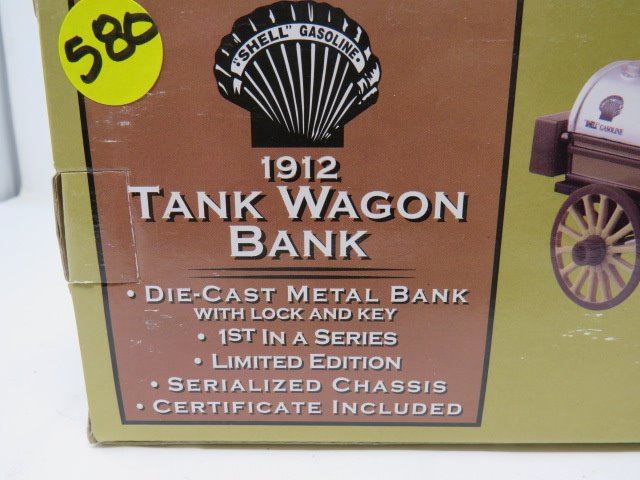 580
"SHELL" GASOLINE
1912
TANK WAGON
BANK
• DIE-CAST METAL BANK
WITH LOCK AND KEY
• 1ST IN A SERIES
• LIMITED EDITION
• SERIALIZED CHASSIS
• CERTIFICATE INCLUDED
"SHELL" GASOLINE